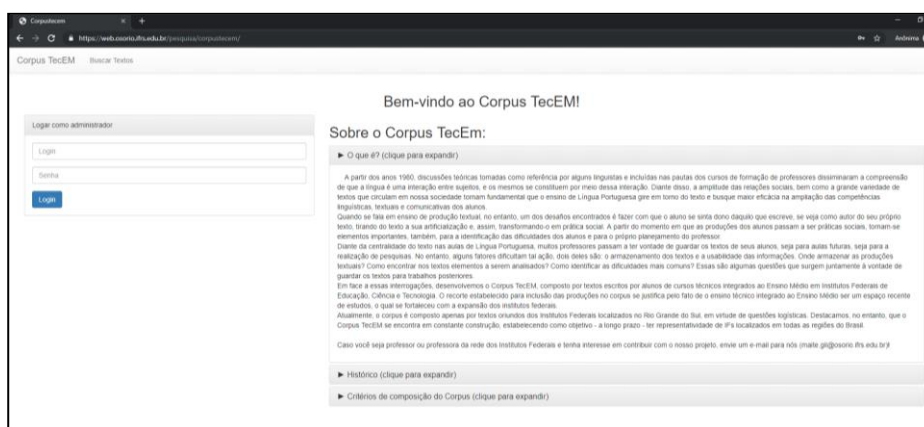 Corpustecem
https://web.osorio.ifrs.edu.br/pesquisa/corpustecem/
Anônima
Corpus TecEM Buscar Textos
Bem-vindo ao Corpus TecEM!
Logar como administrador
Login
Senha
Login
Sobre o Corpus TecEm:
► O que é? (clique para expandir)
A partir dos anos 1980, discussões teóricas tomadas como referência por alguns linguistas e incluídas nas pautas dos cursos de formação de professores disseminaram a compreensão
de que a língua é uma interação entre sujeitos, e os mesmos se constituem por meio dessa interação. Diante disso, a amplitude das relações sociais, bem como a grande variedade de
textos que circulam em nossa sociedade tornam fundamental que o ensino de Língua Portuguesa gire em torno do texto e busque maior eficácia na ampliação das competências
linguísticas, textuais e comunicativas dos alunos.
Quando se fala em ensino de produção textual, no entanto, um dos desafios encontrados é fazer com que o aluno se sinta dono daquilo que escreve, se veja como autor do seu próprio
texto, tirando do texto a sua artificialização e, assim, transformando-o em prática social. A partir do momento em que as produções dos alunos passam a ser práticas sociais, tornam-se
elementos importantes, também, para a identificação das dificuldades dos alunos e para o próprio planejamento do professor.
Diante da centralidade do texto nas aulas de Língua Portuguesa, muitos professores passam a ter vontade de guardar os textos de seus alunos, seja para aulas futuras, seja para a
realização de pesquisas. No entanto, alguns fatores dificultam tal ação, dois deles são: o armazenamento dos textos e a usabilidade das informações. Onde armazenar as produções
textuais? Como encontrar nos textos elementos a serem analisados? Como identificar as dificuldades mais comuns? Essas são algumas questões que surgem juntamente à vontade de
guardar os textos para trabalhos posteriores.
Em face a essas interrogações, desenvolvemos o Corpus TecEM, composto por textos escritos por alunos de cursos técnicos integrados ao Ensino Médio em Institutos Federais de
Educação, Ciência e Tecnologia. O recorte estabelecido para inclusão das produções no corpus se justifica pelo fato de o ensino técnico integrado ao Ensino Médio ser um espaço recente
de estudos, o qual se fortaleceu com a expansão dos institutos federais.
Atualmente, o corpus é composto apenas por textos oriundos dos Institutos Federais localizados no Rio Grande do Sul, em virtude de questões logísticas. Destacamos, no entanto, que o
Corpus TecEM se encontra em constante construção, estabelecendo como objetivo - a longo prazo - ter representatividade de IFs localizados em todas as regiões do Brasil.
Caso você seja professor ou professora da rede dos Institutos Federais e tenha interesse em contribuir com o nosso projeto, envie um e-mail para nós (maite.gil@osorio.ifrs.edu.br)!
► Histórico (clique para expandir)
► Critérios de composição do Corpus (clique para expandir)